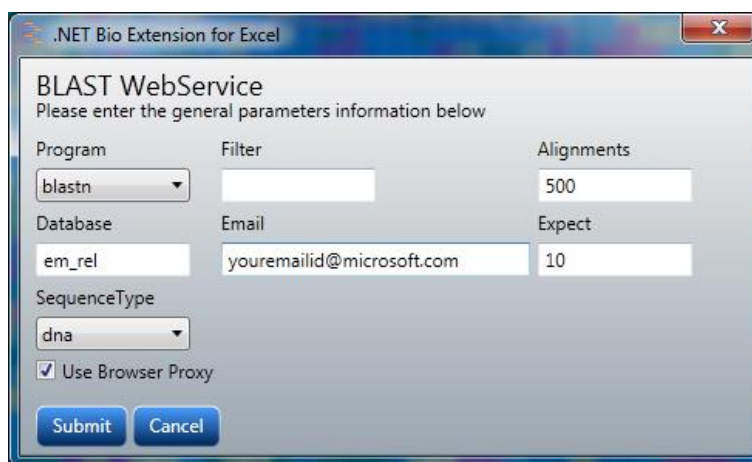 .NET Bio Extension for Excel
BLAST WebService
Please enter the general parameters information below
Program Filter Alignments
blastn 500
Database Email Expect
em_rel youremailid@microsoft.com 10
SequenceType
dna
Use Browser Proxy
Submit Cancel